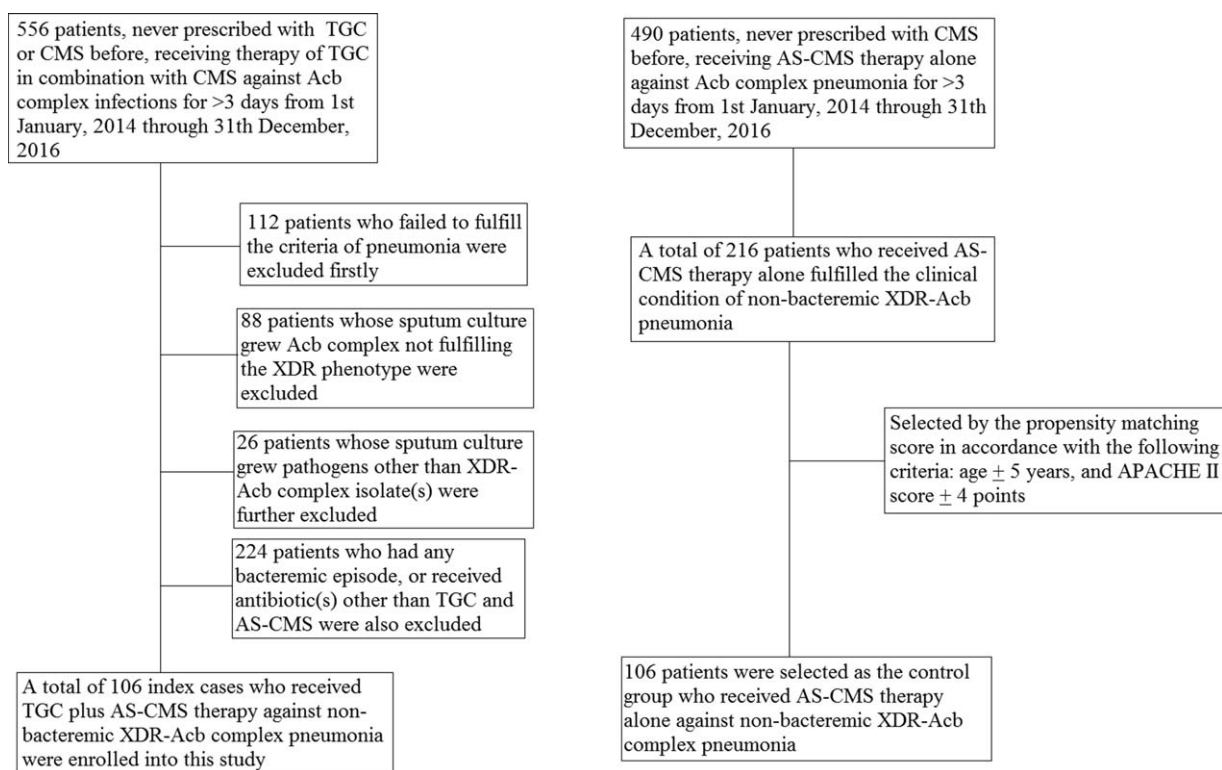 556 patients, never prescribed with TGC
or CMS before, receiving therapy of TGC
in combination with CMS against Acb
complex infections for >3 days from 1st
January, 2014 through 31th December,
2016
112 patients who failed to fulfill
the criteria of pneumonia were
excluded firstly
88 patients whose sputum culture
grew Acb complex not fulfilling
the XDR phenotype were
excluded
26 patients whose sputum culture
grew pathogens other than XDR-
Acb complex isolate(s) were
further excluded
224 patients who had any
bacteremic episode, or received
antibiotic(s) other than TGC and
AS-CMS were also excluded
A total of 106 index cases who received
TGC plus AS-CMS therapy against non-
bacteremic XDR-Acb complex pneumonia
were enrolled into this study
490 patients, never prescribed with CMS
before, receiving AS-CMS therapy alone
against Acb complex pneumonia for >3
days from 1st January, 2014 through 31th
December, 2016
A total of 216 patients who received AS-
CMS therapy alone fulfilled the clinical
condition of non-bacteremic XDR-Acb
pneumonia
Selected by the propensity matching
score in accordance with the following
criteria: age ± 5 years, and APACHE II
score ± 4 points
106 patients were selected as the control
group who received AS-CMS therapy
alone against non-bacteremic XDR-Acb
complex pneumonia